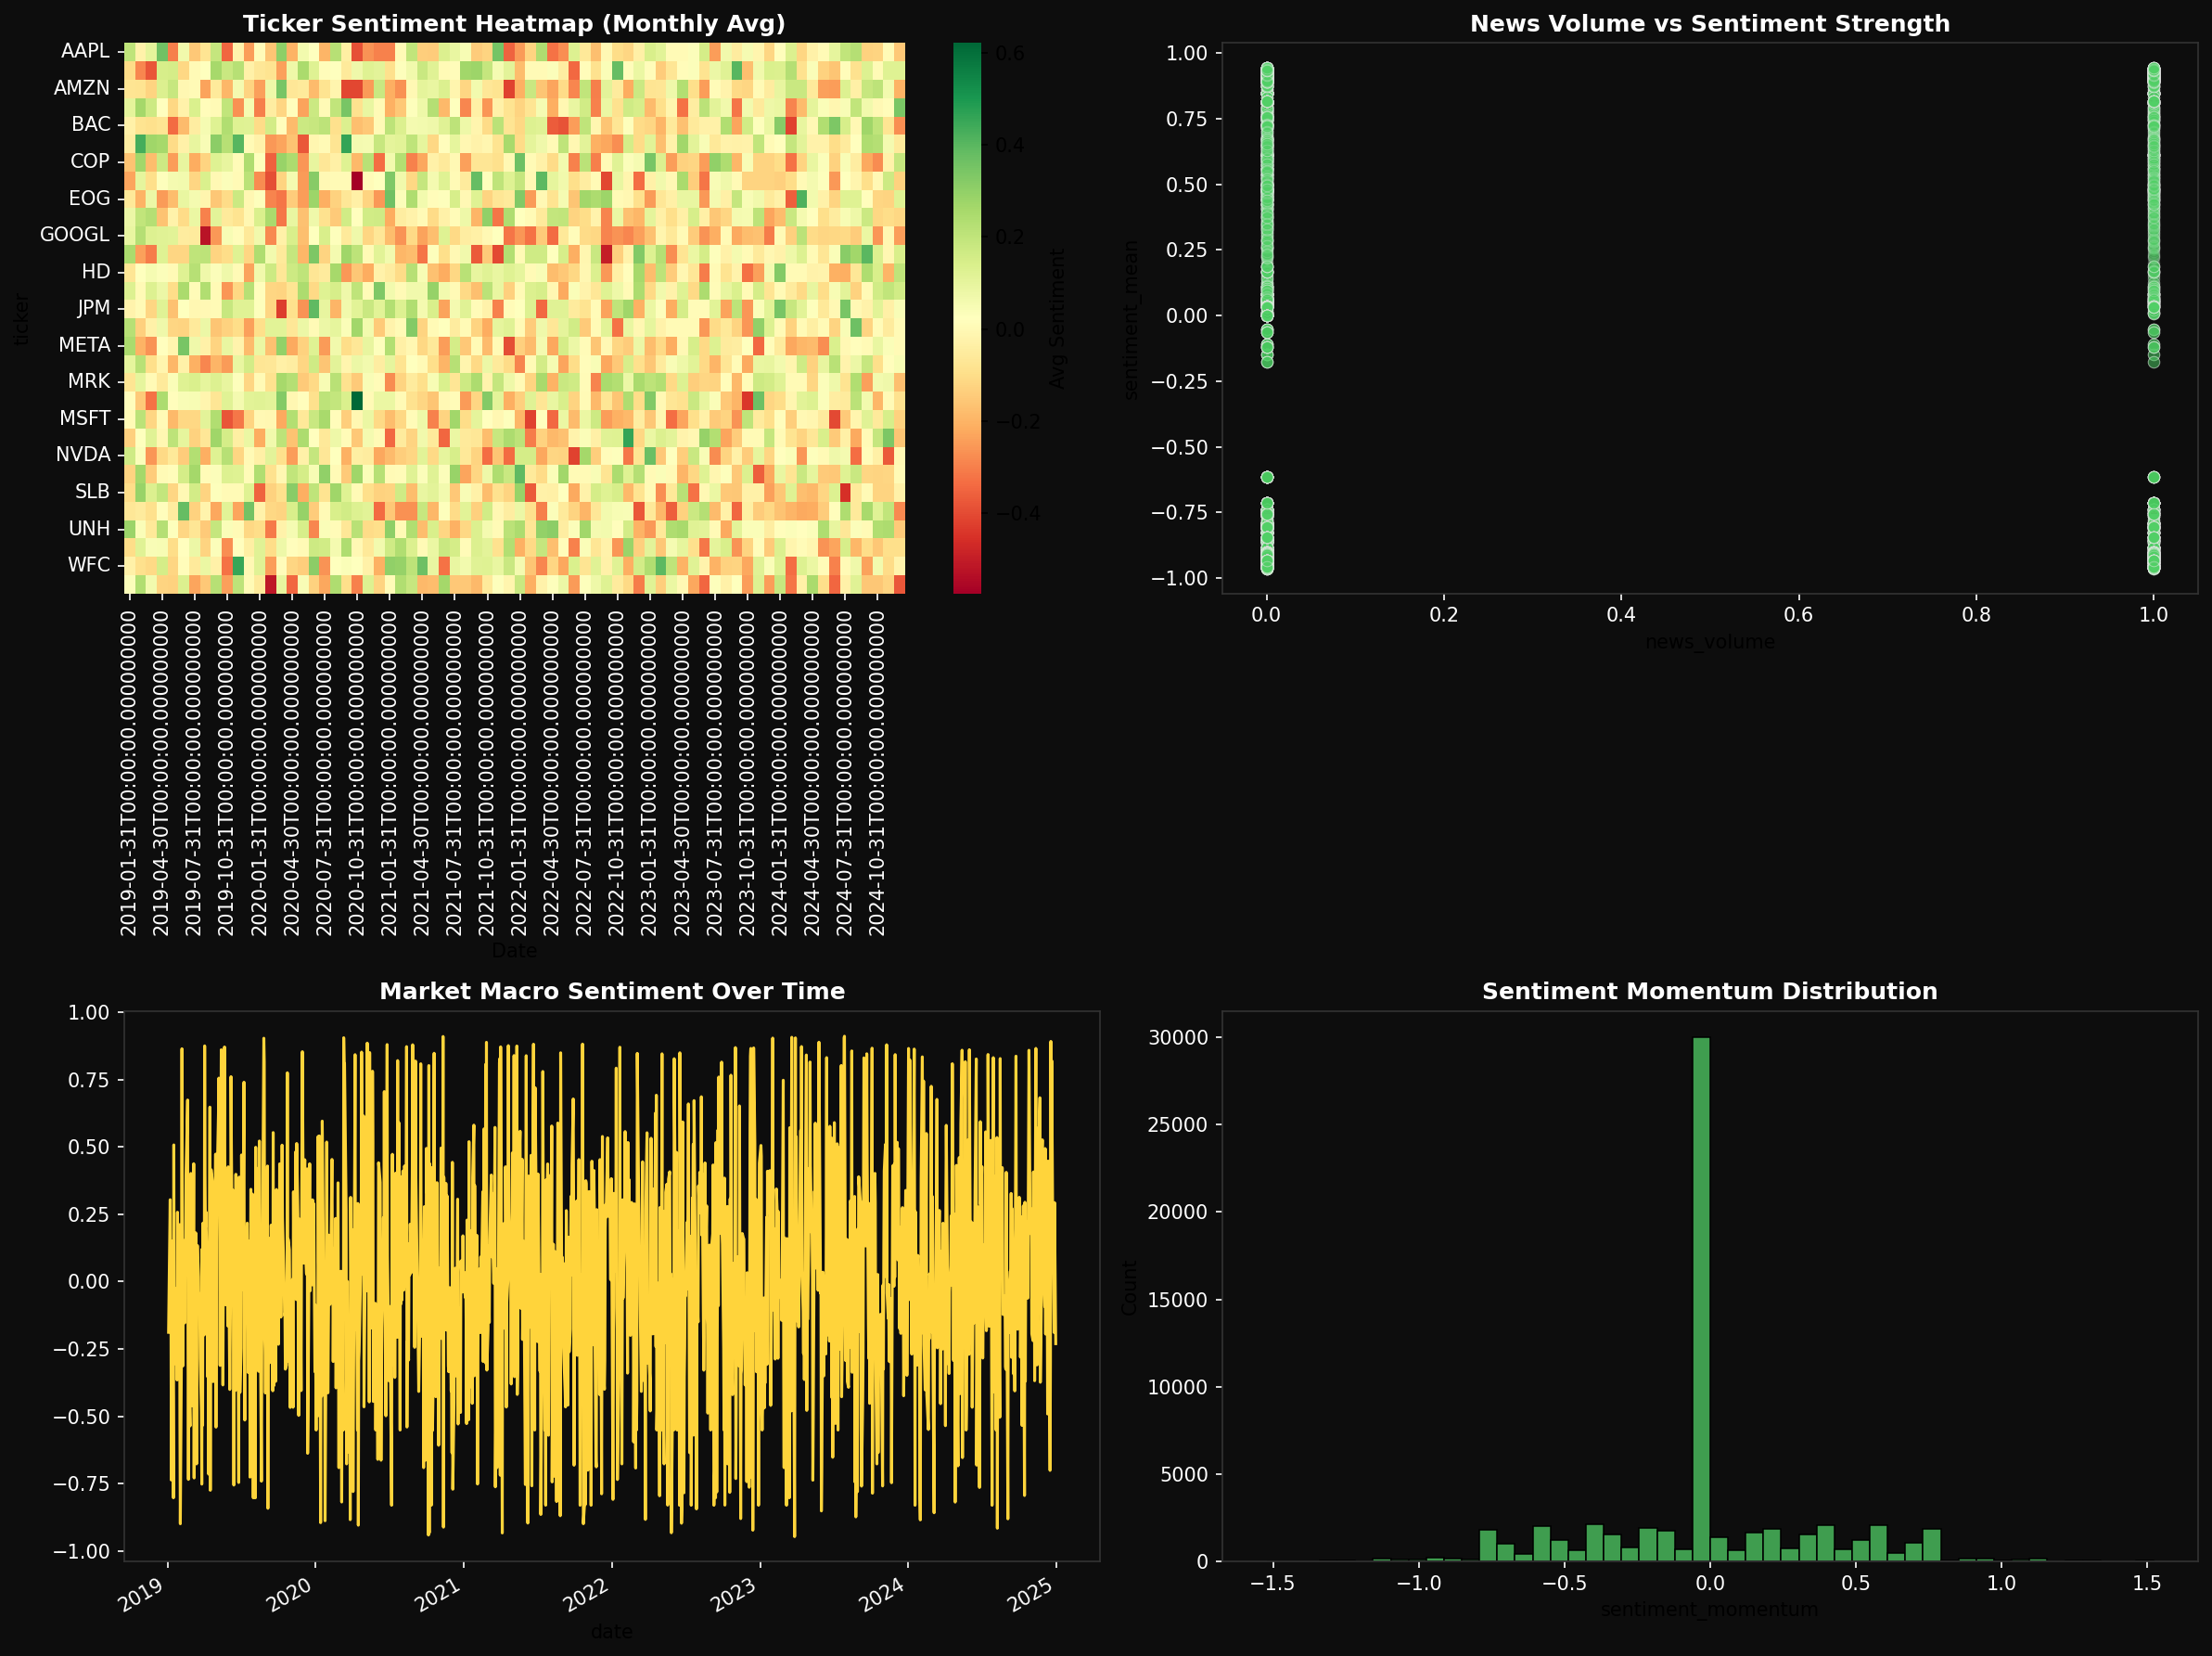 Ticker Sentiment Heatmap (Monthly Avg)
AAPL
AMZN
BAC
COP
EOG
GOOGL
HD
JPM
META
MRK
MSFT
NVDA
SLB
UNH
WFC
ticker
2019-01-31T00:00:00.000000000
2019-04-30T00:00:00.000000000
2019-07-31T00:00:00.000000000
2019-10-31T00:00:00.000000000
2020-01-31T00:00:00.000000000
2020-04-30T00:00:00.000000000
2020-07-31T00:00:00.000000000
2020-10-31T00:00:00.000000000
2021-01-31T00:00:00.000000000
2021-04-30T00:00:00.000000000
2021-07-31T00:00:00.000000000
2021-10-31T00:00:00.000000000
2022-01-31T00:00:00.000000000
2022-04-30T00:00:00.000000000
2022-07-31T00:00:00.000000000
2022-10-31T00:00:00.000000000
2023-01-31T00:00:00.000000000
2023-04-30T00:00:00.000000000
2023-07-31T00:00:00.000000000
2023-10-31T00:00:00.000000000
2024-01-31T00:00:00.000000000
2024-04-30T00:00:00.000000000
2024-07-31T00:00:00.000000000
2024-10-31T00:00:00.000000000
Date
0.6
0.4
0.2
0.0
−0.2
−0.4
Avg Sentiment
News Volume vs Sentiment Strength
1.00
0.75
0.50
0.25
0.00
−0.25
−0.50
−0.75
−1.00
sentiment_mean
0.0
0.2
0.4
0.6
0.8
1.0
news_volume
Market Macro Sentiment Over Time
1.00
0.75
0.50
0.25
0.00
−0.25
−0.50
−0.75
−1.00
2019
2020
2021
2022
2023
2024
2025
date
Sentiment Momentum Distribution
30000
25000
20000
15000
10000
5000
0
Count
−1.5
−1.0
−0.5
0.0
0.5
1.0
1.5
sentiment_momentum